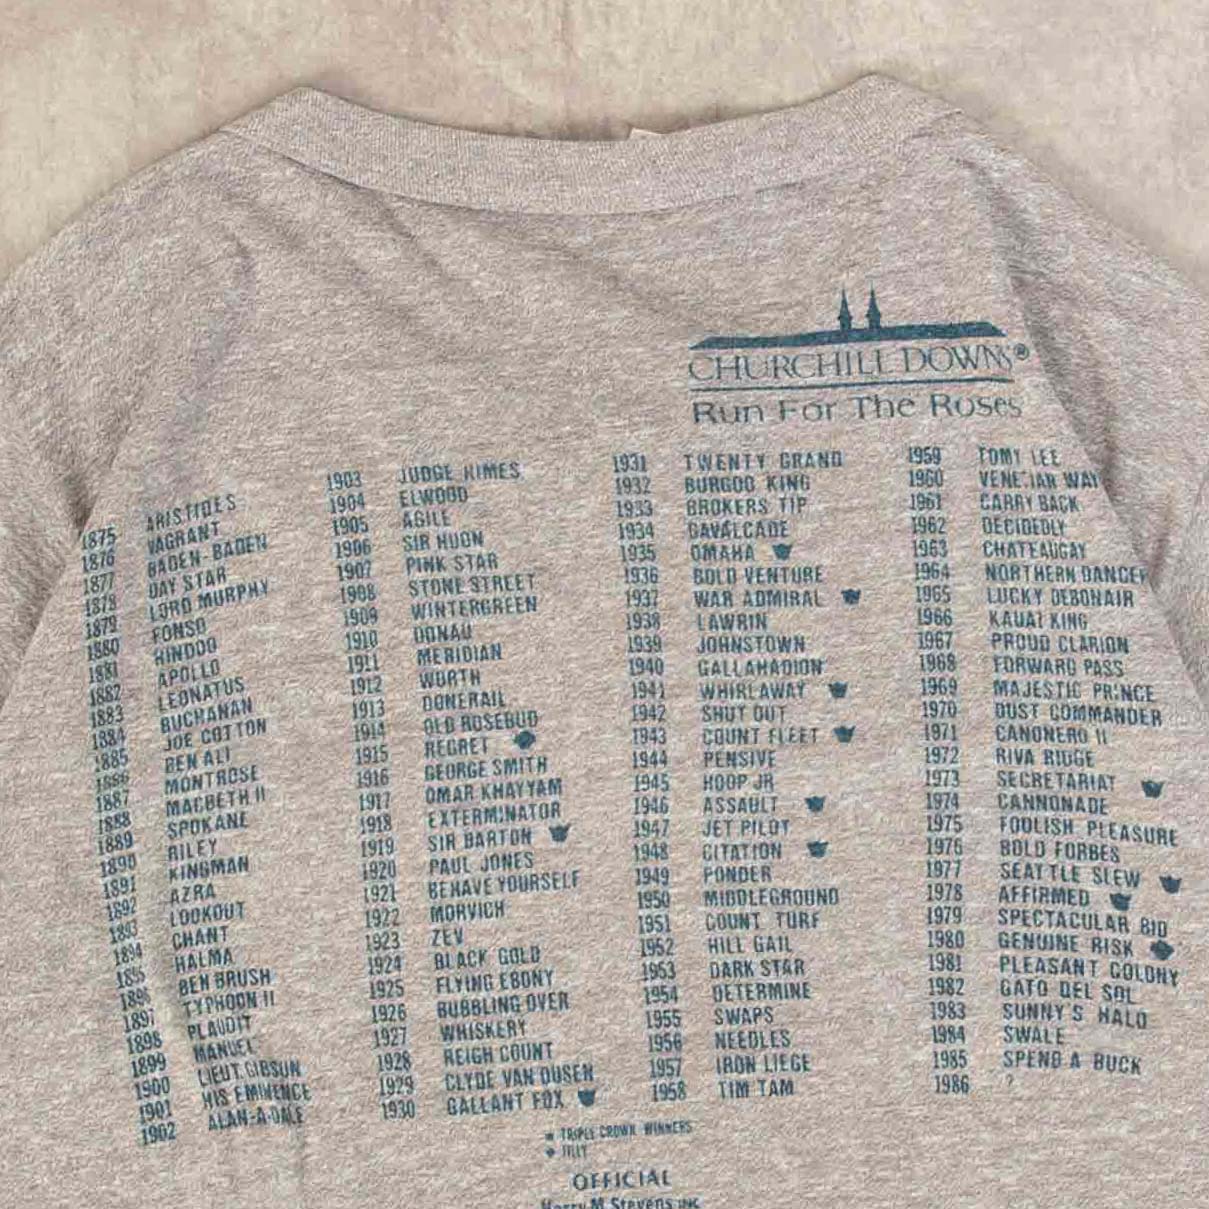 CHURCHILL DOWNS®
Run For The Roses
1875 ARISTIDES
1876 VAGRANT
1877 BADEN-BADEN
1878 DAY STAR
1879 LORD MURPHY
1880 FONSO
1881 HINDOO
1882 APOLLO
1883 LEONATUS
1884 BUCHANAN
1885 JOE COTTON
1886 BEN ALI
1887 MONTROSE
1888 MACBETH II
1889 SPOKANE
1890 RILEY
1891 KINGMAN
1892 AZRA
1893 LOOKOUT
1894 CHANT
1895 HALMA
1896 BEN BRUSH
1897 TYPHOON II
1898 PLAUDIT
1899 MANUEL
1900 LIEUT. GIBSON
1901 HIS EMINENCE
1902 ALAN-A-DALE
1903 JUDGE HIMES
1904 ELWOOD
1905 AGILE
1906 SIR HUON
1907 PINK STAR
1908 STONE STREET
1909 WINTERGREEN
1910 DONAU
1911 MERIDIAN
1912 WORTH
1913 DONERAIL
1914 OLD ROSEBUD
1915 REGRET
1916 GEORGE SMITH
1917 OMAR KHAYYAM
1918 EXTERMINATOR
1919 SIR BARTON
1920 PAUL JONES
1921 BEHAVE YOURSELF
1922 MORVICH
1923 ZEV
1924 BLACK GOLD
1925 FLYING EBONY
1926 BUBBLING OVER
1927 WHISKERY
1928 REIGH COUNT
1929 CLYDE VAN DUSEN
1930 GALLANT FOX
1931 TWENTY GRAND
1932 BURGOO KING
1933 BROKERS TIP
1934 CAVALCADE
1935 OMAHA
1936 BOLD VENTURE
1937 WAR ADMIRAL
1938 LAWRIN
1939 JOHNSTOWN
1940 GALLAHADION
1941 WHIRLAWAY
1942 SHUT OUT
1943 COUNT FLEET
1944 PENSIVE
1945 HOOP JR
1946 ASSAULT
1947 JET PILOT
1948 CITATION
1949 PONDER
1950 MIDDLEGROUND
1951 COUNT TURF
1952 HILL GAIL
1953 DARK STAR
1954 DETERMINE
1955 SWAPS
1956 NEEDLES
1957 IRON LIEGE
1958 TIM TAM
1959 TOMY LEE
1960 VENETIAN WAY
1961 CARRY BACK
1962 DECIDEDLY
1963 CHATEAUGAY
1964 NORTHERN DANCER
1965 LUCKY DEBONAIR
1966 KAUAI KING
1967 PROUD CLARION
1968 FORWARD PASS
1969 MAJESTIC PRINCE
1970 DUST COMMANDER
1971 CANONERO II
1972 RIVA RIDGE
1973 SECRETARIAT
1974 CANNONADE
1975 FOOLISH PLEASURE
1976 BOLD FORBES
1977 SEATTLE SLEW
1978 AFFIRMED
1979 SPECTACULAR BID
1980 GENUINE RISK
1981 PLEASANT COLONY
1982 GATO DEL SOL
1983 SUNNY'S HALO
1984 SWALE
1985 SPEND A BUCK
1986 ?
TRIPLE CROWN WINNERS
FILLY
OFFICIAL
Harry M Stevens INC